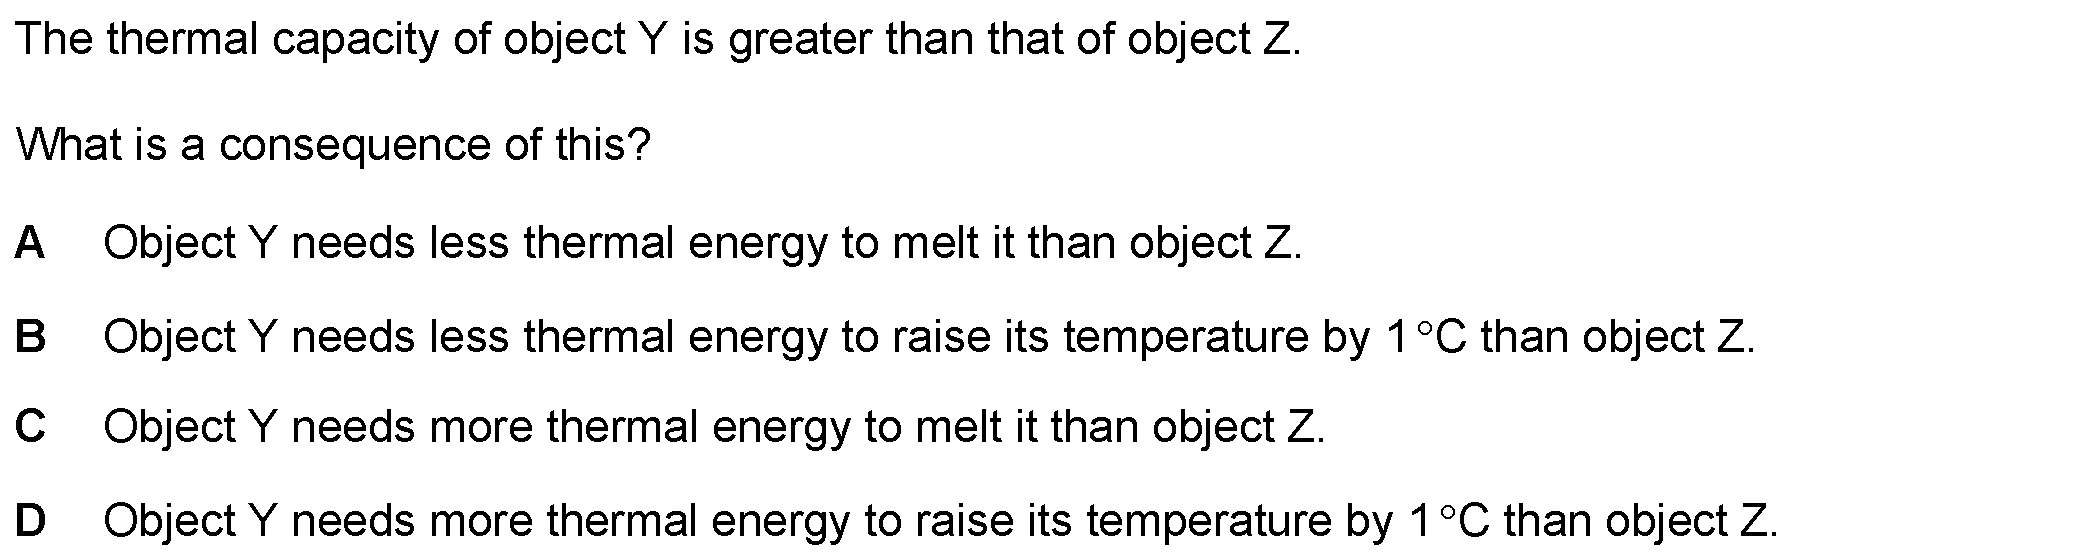 The thermal capacity of object Y is greater than that of object Z.
What is a consequence of this?
A Object Y needs less thermal energy to melt it than object Z.
B Object Y needs less thermal energy to raise its temperature by 1 °C than object Z.
C Object Y needs more thermal energy to melt it than object Z.
D Object Y needs more thermal energy to raise its temperature by 1 °C than object Z.